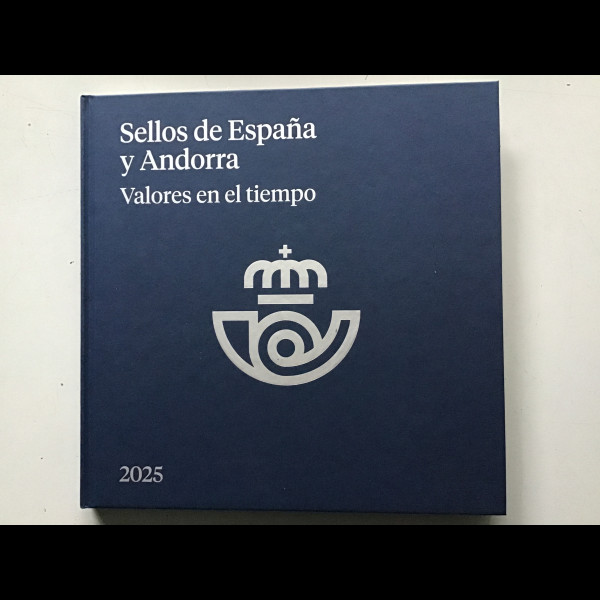 Sellos de España
y Andorra
Valores en el tiempo
2025